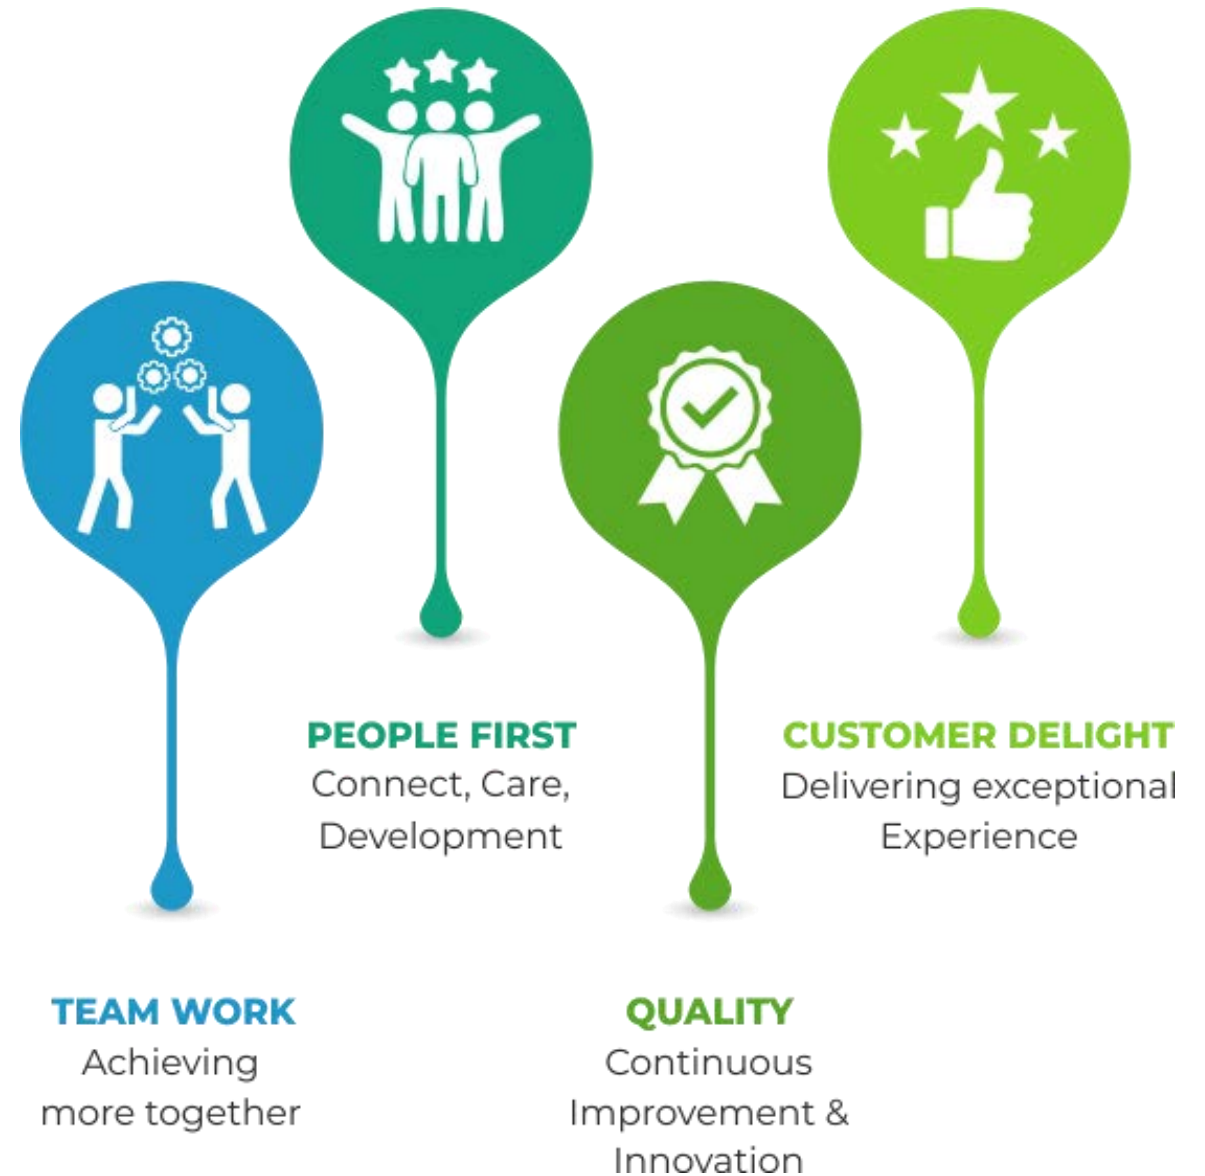 PEOPLE FIRST
Connect, Care,
Development
CUSTOMER DELIGHT
Delivering exceptional
Experience
TEAM WORK
Achieving
more together
QUALITY
Continuous
Improvement &
Innovation